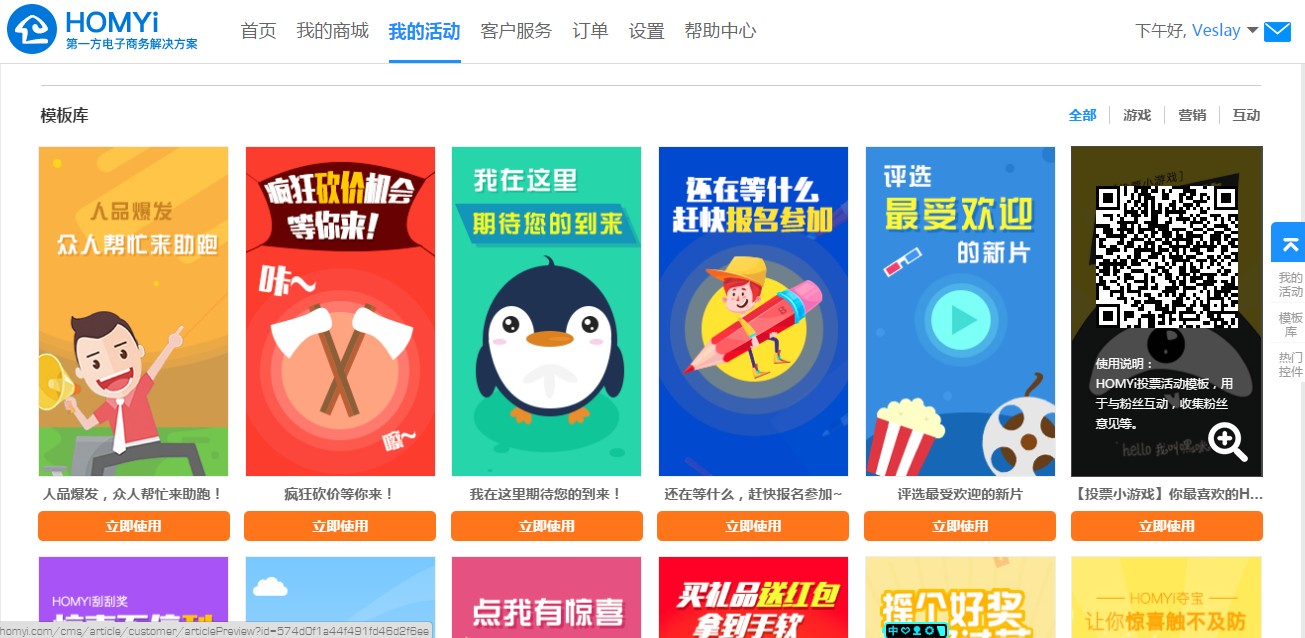 HOMYi
第一方电子商务解决方案
首页 我的商城 我的活动 客户服务 订单 设置 帮助中心
下午好, Veslay
模板库
全部 游戏 营销 互动
人品爆发
众人帮忙来助跑
疯狂砍价机会
等你来!
咔~
嚓~
我在这里
期待您的到来
还在等什么
赶快报名参加
评选
最受欢迎
的新片
票小游戏】
使用说明：
HOMYi投票活动模板，用
于与粉丝互动，收集粉丝
意见等。
hello 我叫
我的
活动
模板
库
热门
控件
人品爆发，众人帮忙来助跑！
疯狂砍价等你来！
我在这里期待您的到来！
还在等什么，赶快报名参加~
评选最受欢迎的新片
【投票小游戏】你最喜欢的H...
立即使用 立即使用 立即使用 立即使用 立即使用 立即使用
HOMYi刮刮奖
点我有惊喜
买礼品送红包
拿到手软
摇个好奖
HOMYi夺宝
让你惊喜触不及防
中
homyi.com/cms/article/customer/articlePreview?id=574d0f1a44f491fd46d2f6ee